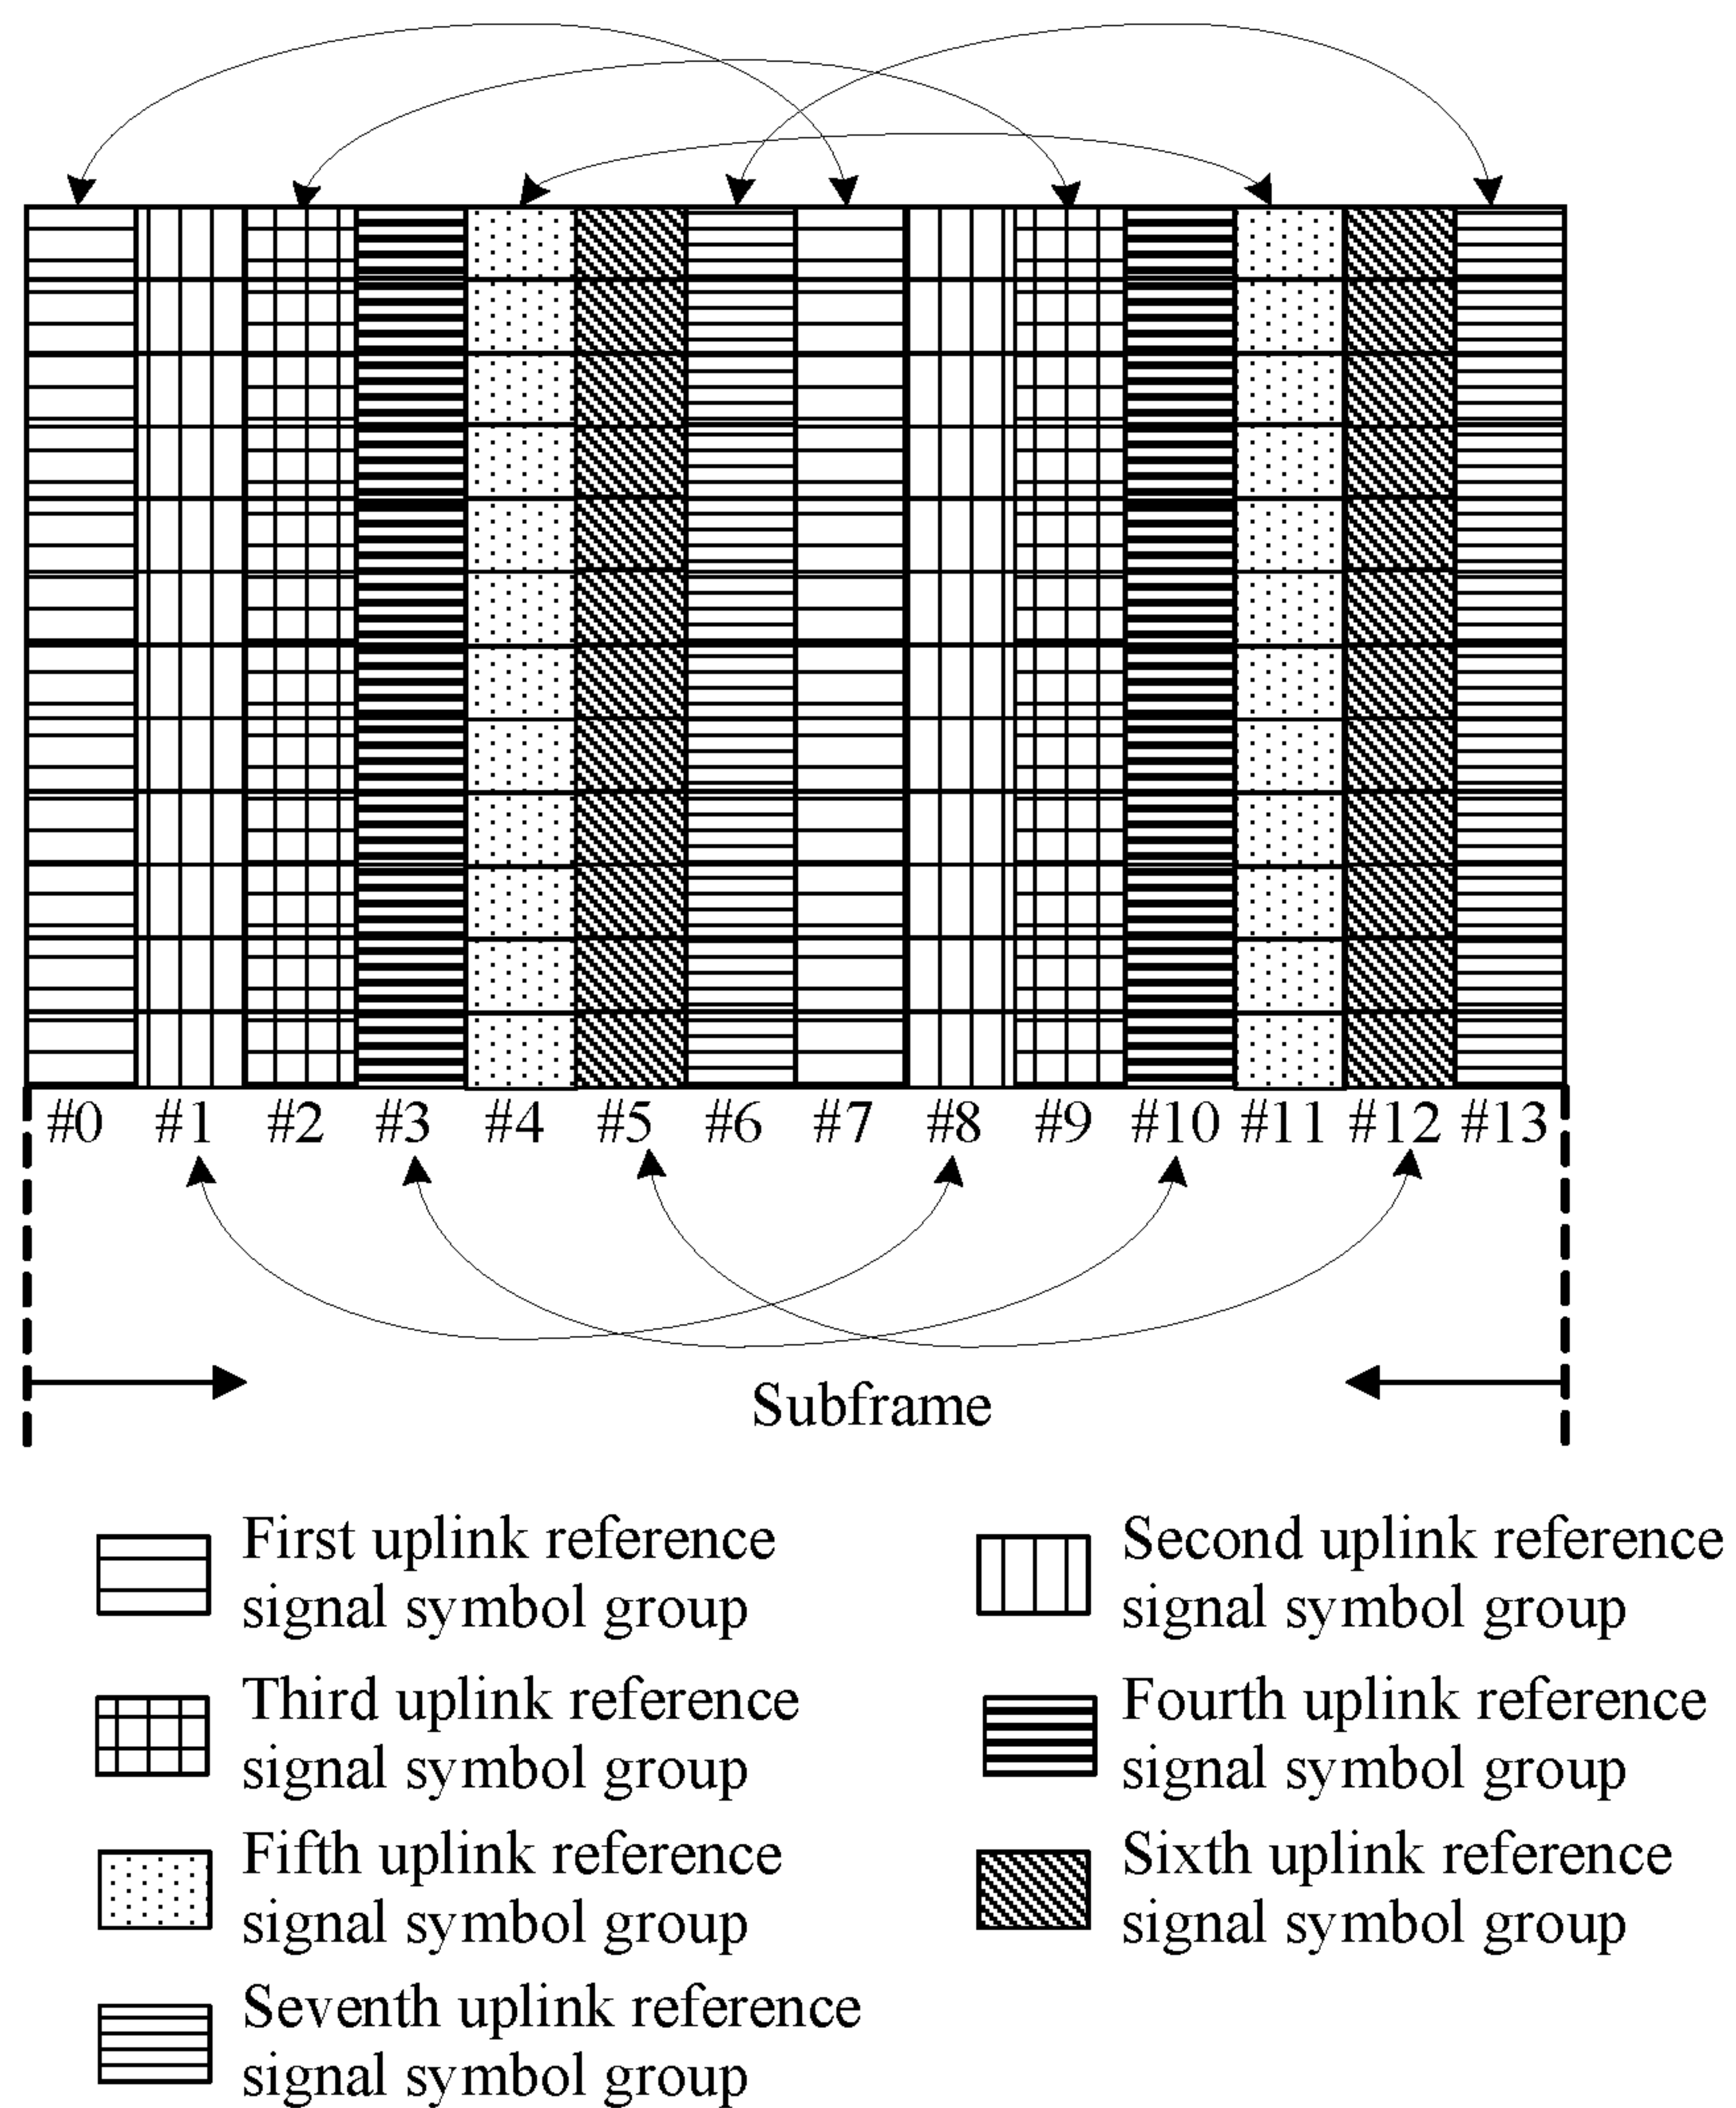 #0 #1 #2 #3 #4 #5 #6 #7 #8 #9 #10 #11 #12 #13
Subframe
First uplink reference
signal symbol group
Second uplink reference
signal symbol group
Third uplink reference
signal symbol group
Fourth uplink reference
signal symbol group
Fifth uplink reference
signal symbol group
Sixth uplink reference
signal symbol group
Seventh uplink reference
signal symbol group